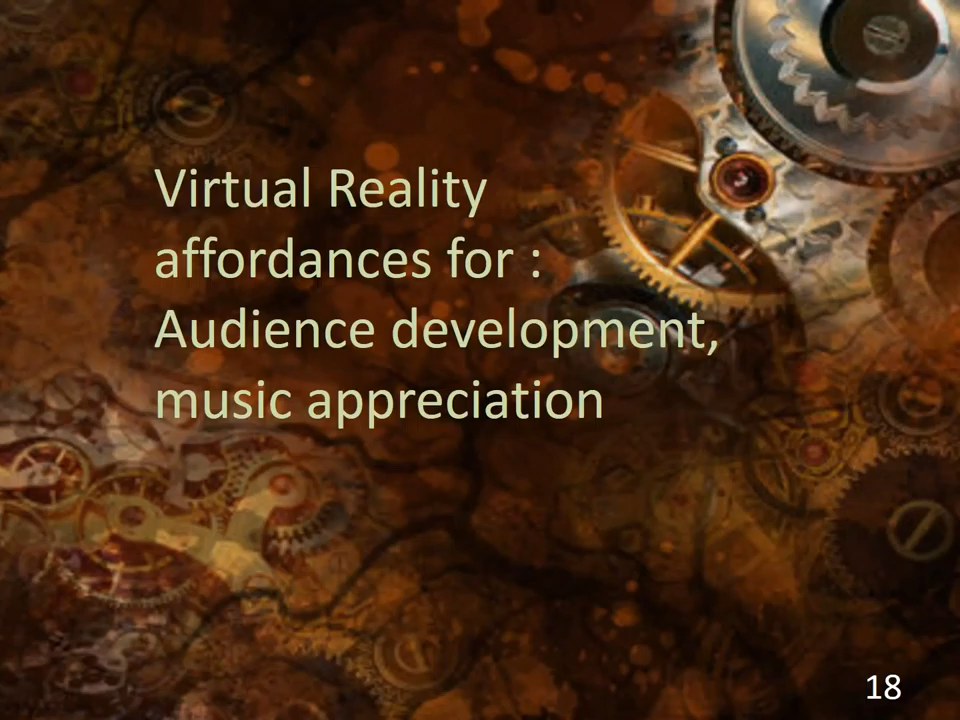 Virtual Reality
affordances for :
Audience development,
music appreciation
18